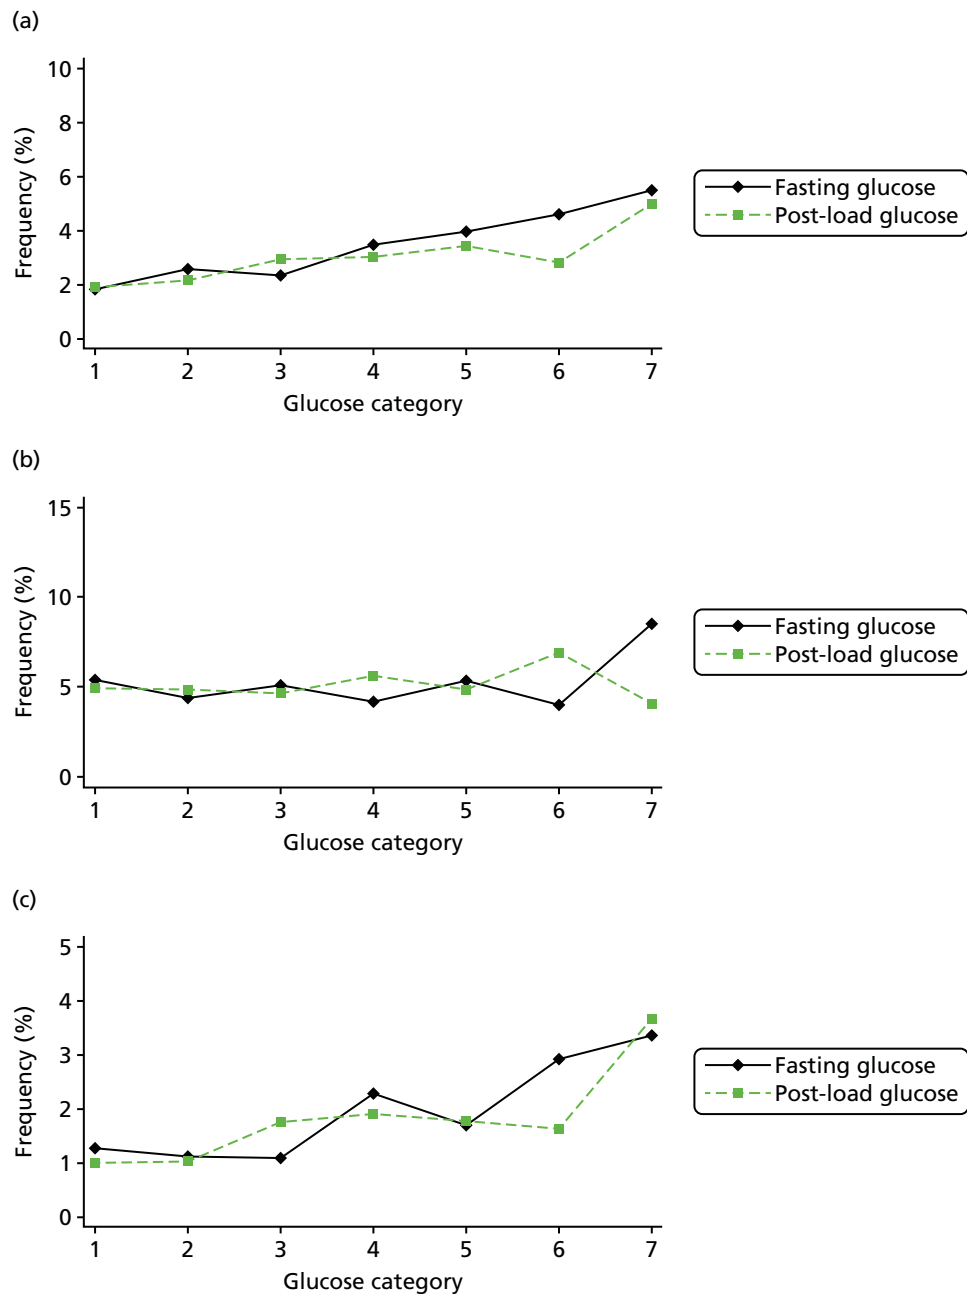 (a)
Frequency (%)
10
8
6
4
2
0
1 2 3 4 5 6 7
Glucose category
Fasting glucose
Post-load glucose
(b)
Frequency (%)
15
10
5
0
1 2 3 4 5 6 7
Glucose category
Fasting glucose
Post-load glucose
(c)
Frequency (%)
5
4
3
2
1
0
1 2 3 4 5 6 7
Glucose category
Fasting glucose
Post-load glucose